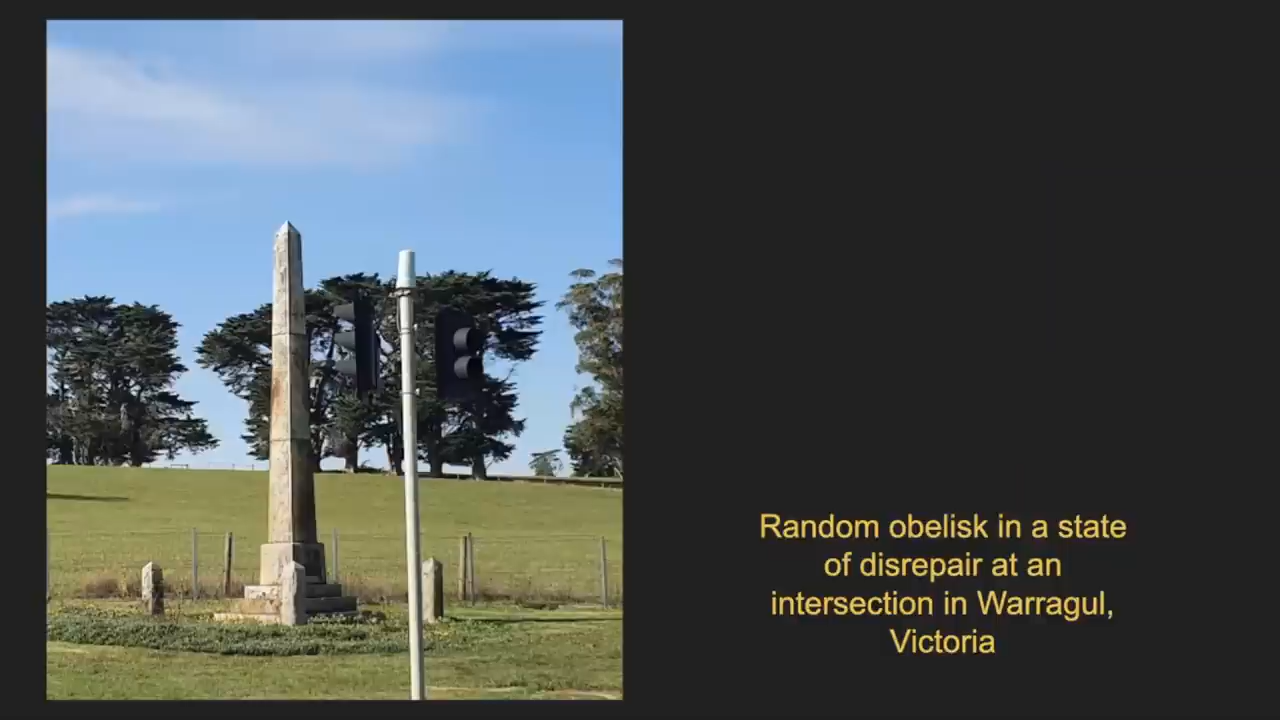 Random obelisk in a state
of disrepair at an
intersection in Warragul,
Victoria